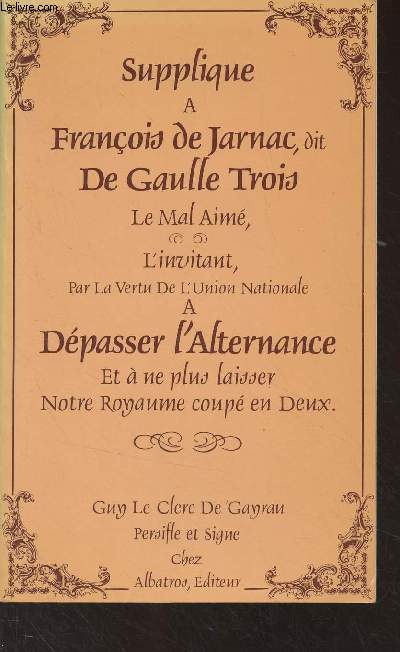 Le-Livre.com
Supplique
A
François de Jarnac, dit
De Gaulle Trois
Le Mal Aimé,
L'invitant,
Par La Vertu De L'Union Nationale
A
Dépasser l'Alternance
Et à ne plus laisser
Notre Royaume coupé en Deux.
Guy Le Clerc De Gayrau
Persifle et Signe
Chez
Albatros, Editeur